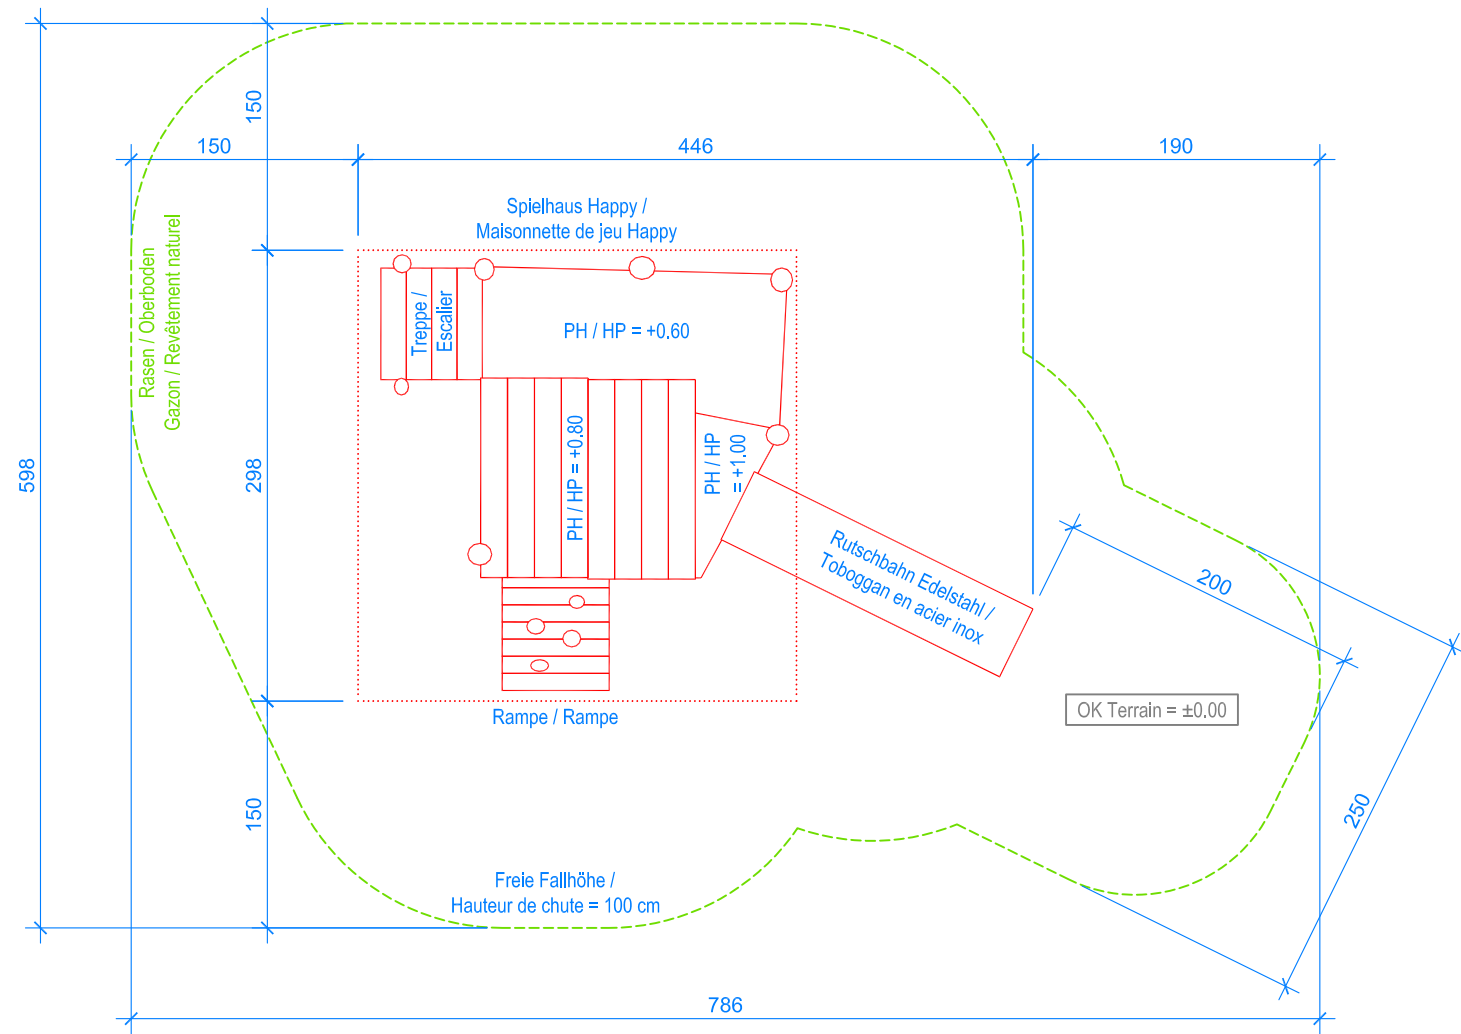 150
150
446
190
Spielhaus Happy /
Maisonnette de jeu Happy
Rasen / Oberboden
Gazon / Revêtement naturel
Treppe /
Escalier
PH / HP = +0.60
PH / HP = +0.80
PH / HP
= +1.00
598
298
Rutschbahn Edelstahl /
Toboggan en acier inox
200
OK Terrain = ±0.00
Rampe / Rampe
150
250
Freie Fallhöhe /
Hauteur de chute = 100 cm
786